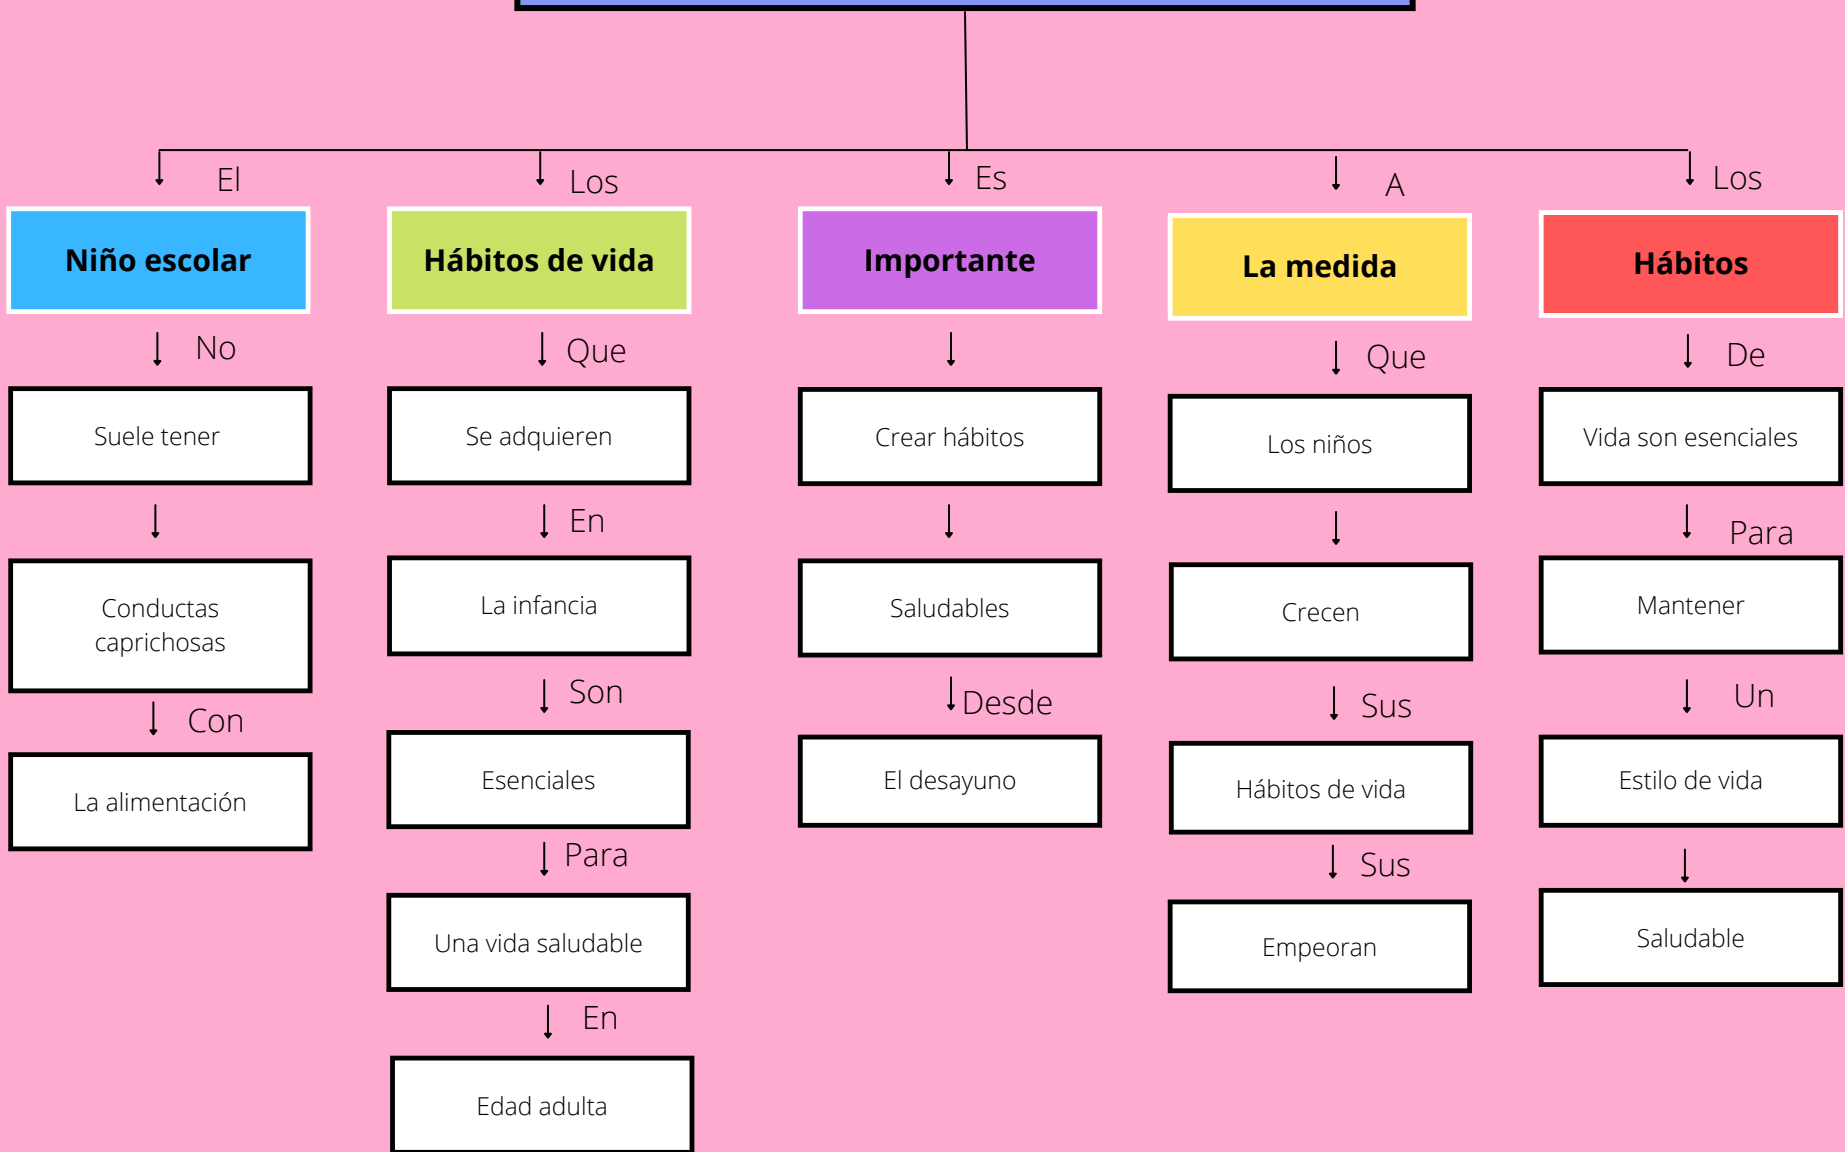 El
Niño escolar
No
Suele tener
Conductas
caprichosas
Con
La alimentación
Los
Hábitos de vida
Que
Se adquieren
En
La infancia
Son
Esenciales
Para
Una vida saludable
En
Edad adulta
Es
Importante
Crear hábitos
Saludables
Desde
El desayuno
A
La medida
Que
Los niños
Crecen
Sus
Hábitos de vida
Sus
Empeoran
Los
Hábitos
De
Vida son esenciales
Para
Mantener
Un
Estilo de vida
Saludable